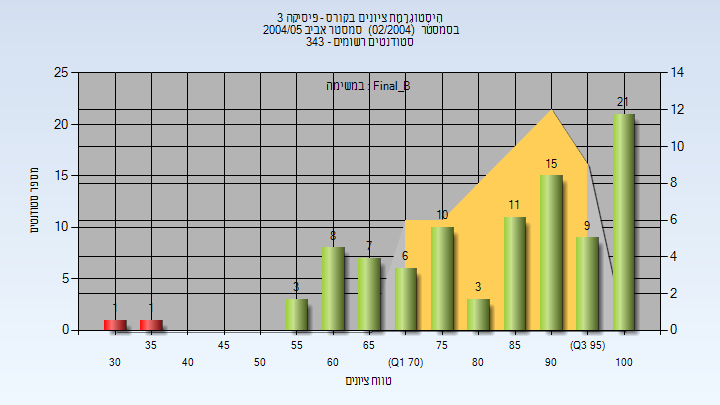 היסטוגרמת ציונים בקורס - פיסיקה 3
בסמסטר (02/2004) סמסטר אביב 2004/05
סטודנטים רשומים - 343
במשימה : Final_B
25 20 15 10 5 0
מספר סטודנטים
14 12 10 8 6 4 2 0
1 1 3 8 7 6 10 3 11 15 9 21
35 45 55 65 75 85 (Q3 95)
30 40 50 60 (Q1 70) 80 90 100
טווח ציונים